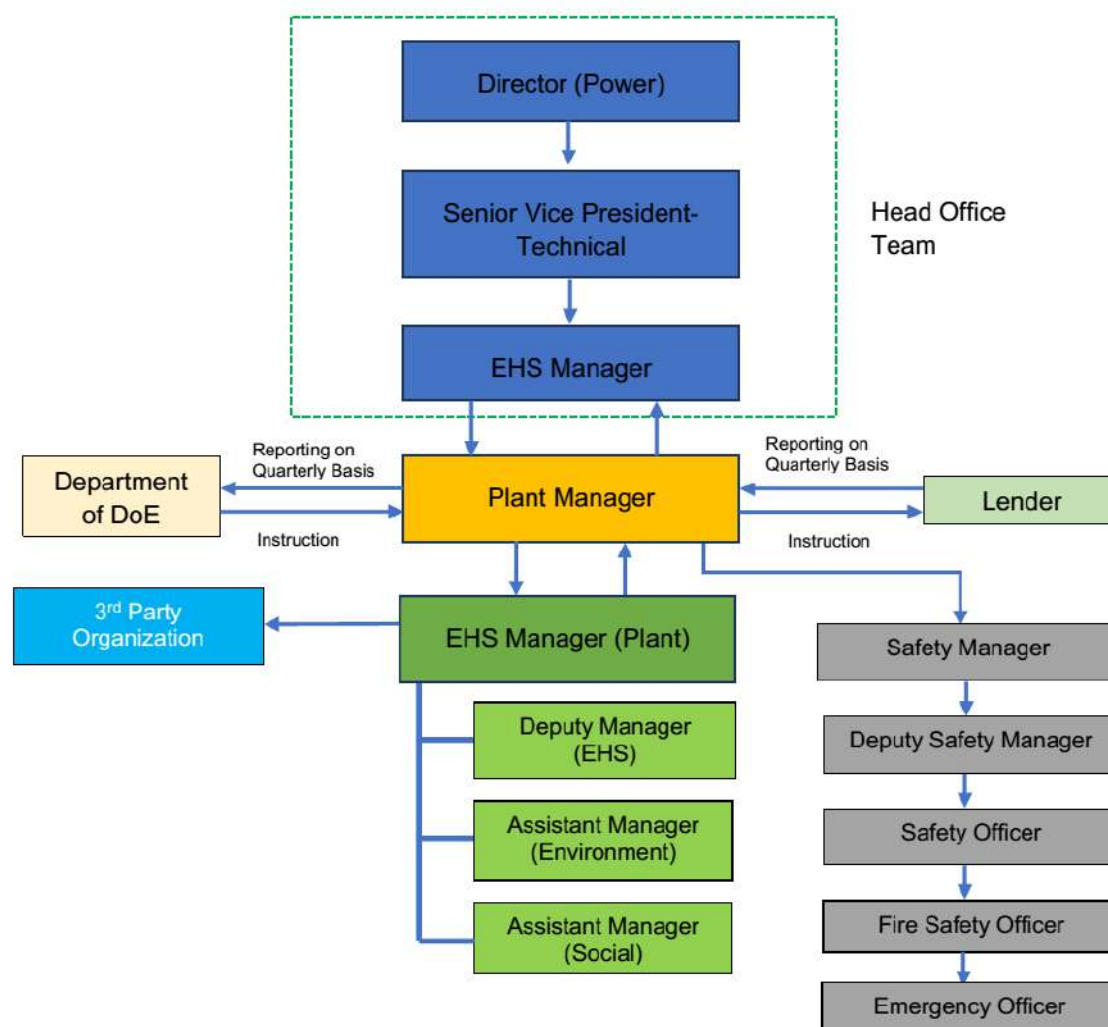 Director (Power)
Senior Vice President-
Technical
Head Office
Team
EHS Manager
Reporting on
Quarterly Basis
Reporting on
Quarterly Basis
Department
of DoE
Plant Manager
Lender
Instruction
Instruction
3rd Party
Organization
EHS Manager (Plant)
Safety Manager
Deputy Manager
(EHS)
Deputy Safety Manager
Assistant Manager
(Environment)
Safety Officer
Assistant Manager
(Social)
Fire Safety Officer
Emergency Officer